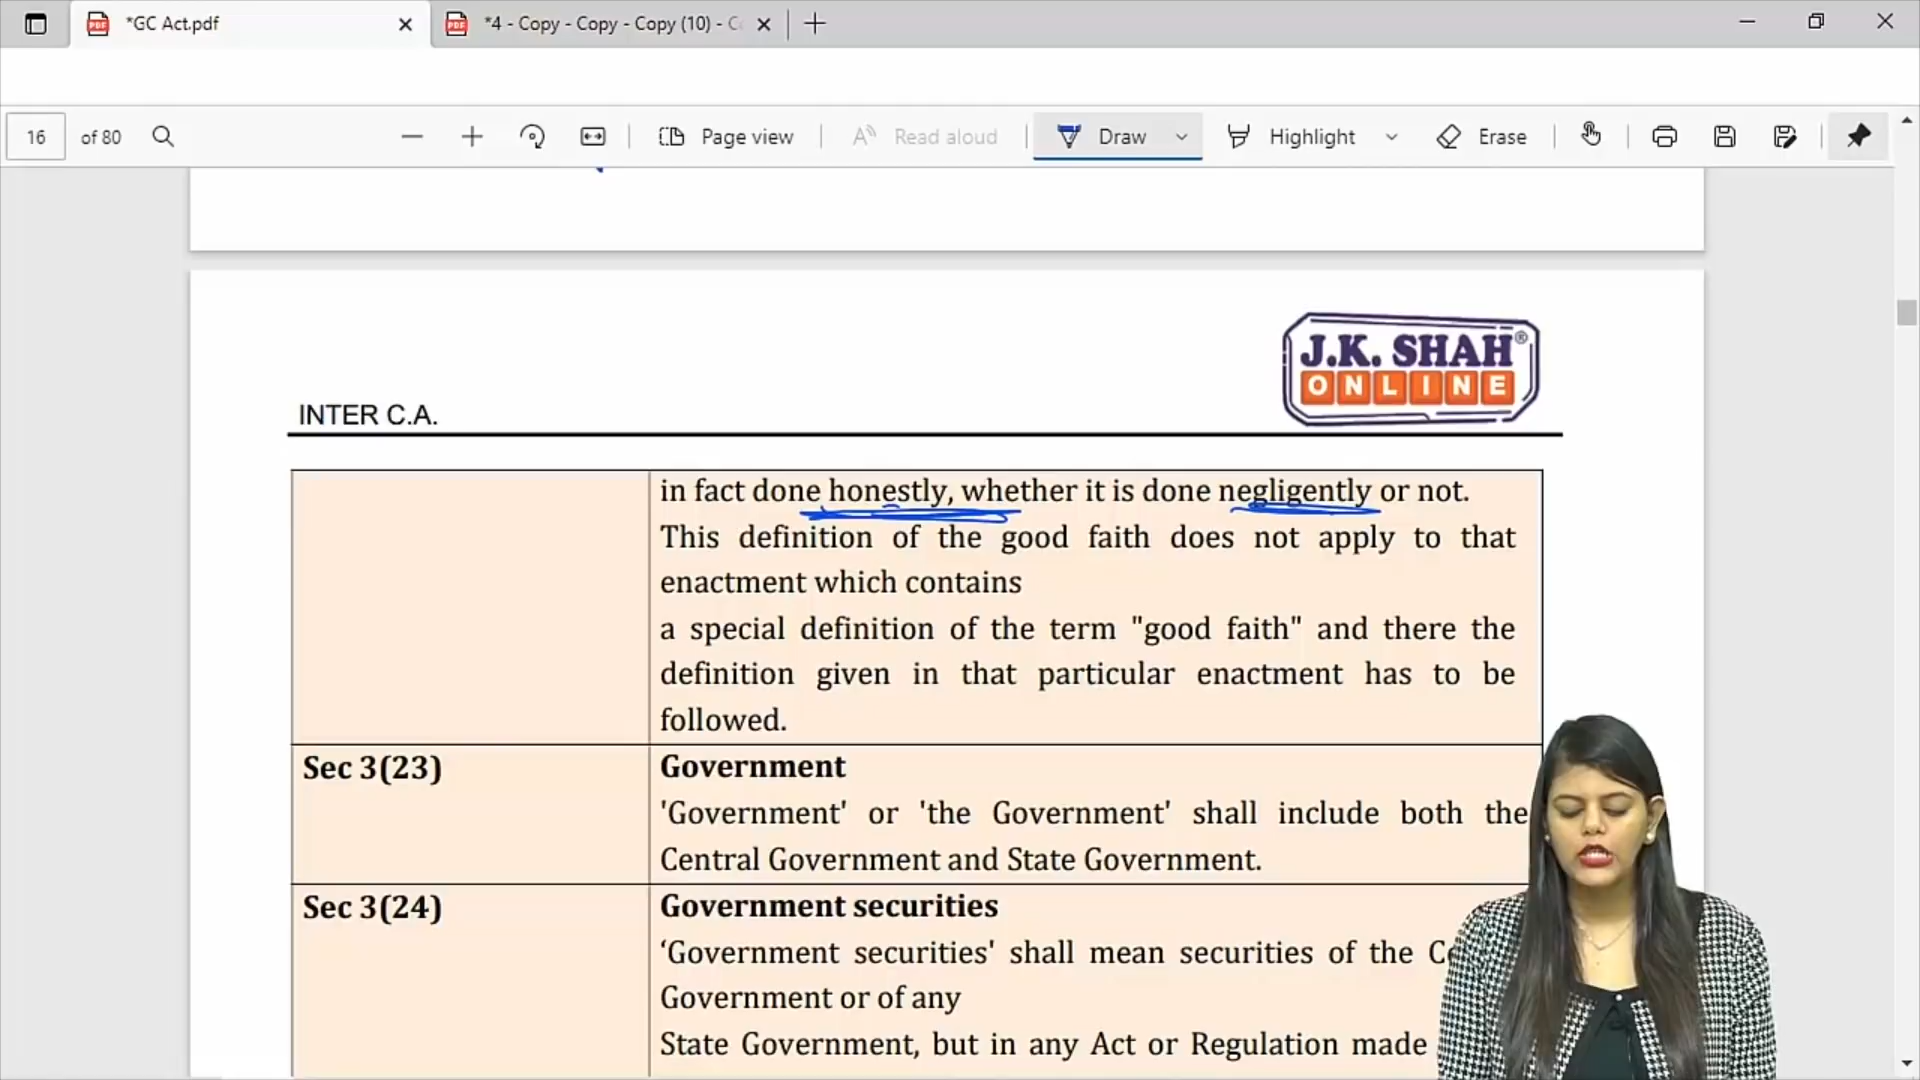 *GC Act.pdf
*4 - Copy - Copy - Copy (10) -
16 of 80
Page view
Read aloud
Draw
Highlight
Erase
J.K. SHAH®
ONLINE
INTER C.A.
in fact done honestly, whether it is done negligently or not.
This definition of the good faith does not apply to that
enactment which contains
a special definition of the term "good faith" and there the
definition given in that particular enactment has to be
followed.
Sec 3(23)
Government
'Government' or 'the Government' shall include both the
Central Government and State Government.
Sec 3(24)
Government securities
‘Government securities' shall mean securities of the
Government or of any
State Government, but in any Act or Regulation made